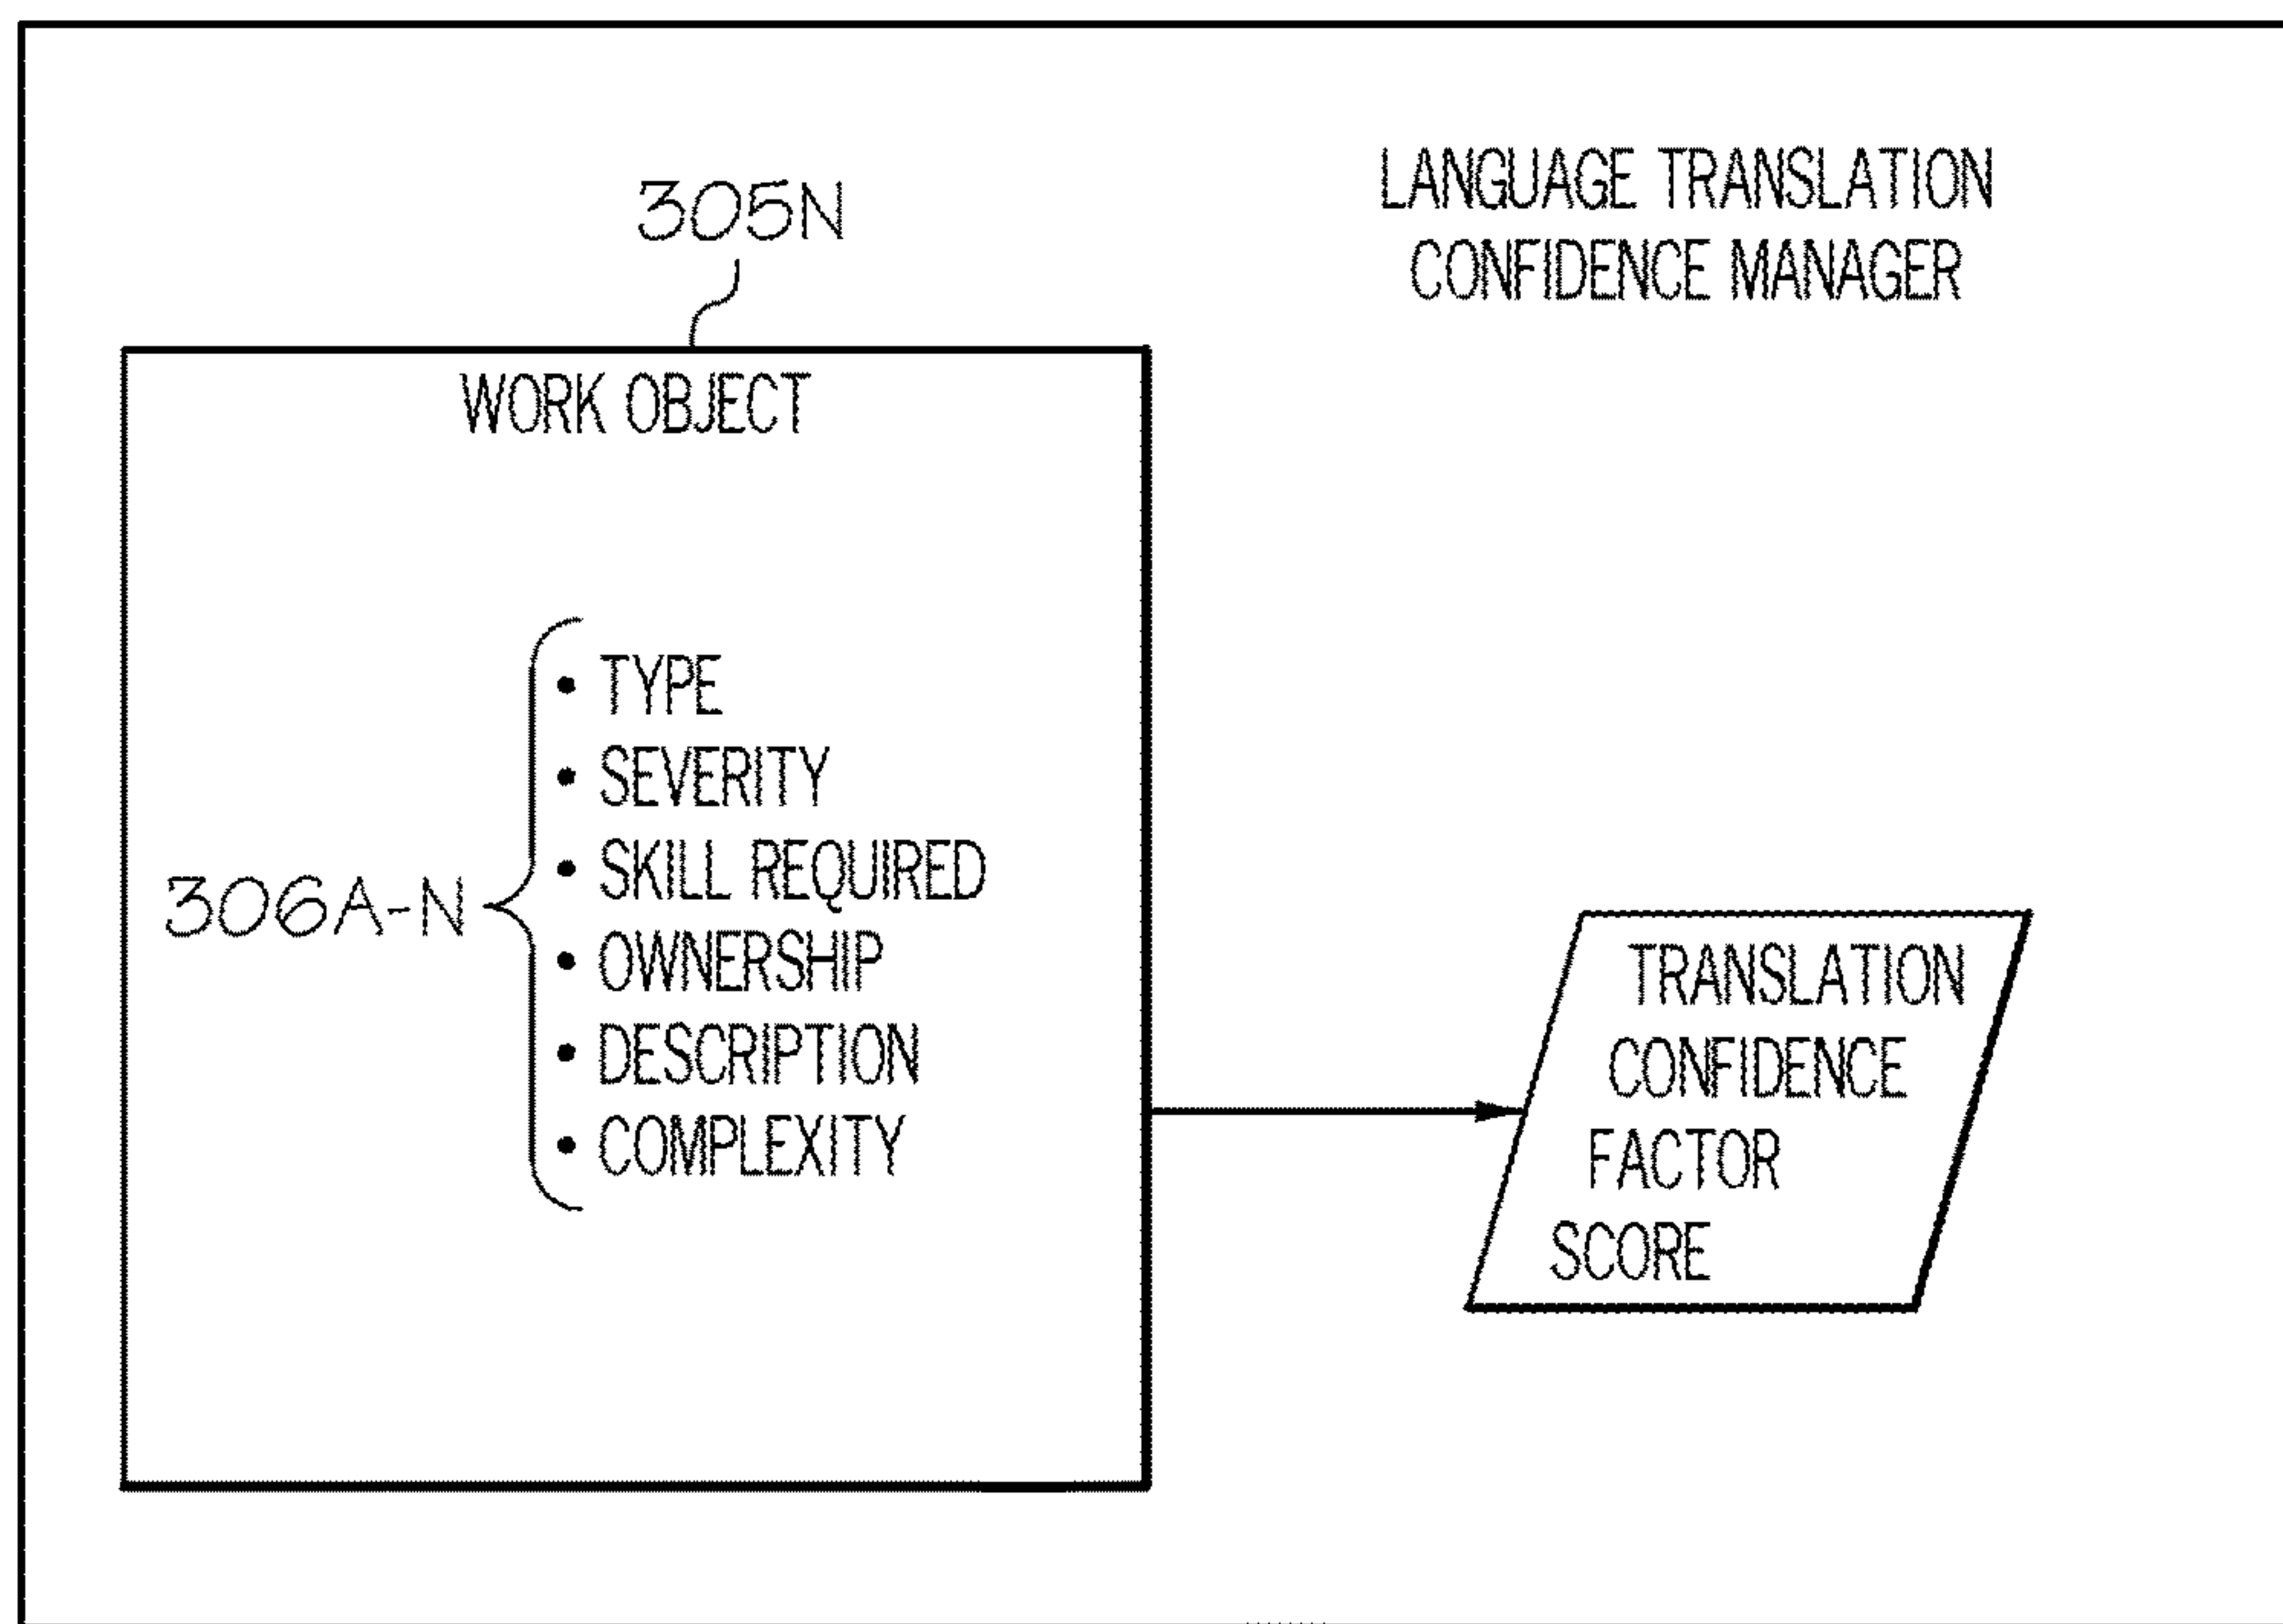 LANGUAGE TRANSLATION
CONFIDENCE MANAGER
305N
WORK OBJECT
306A-N
• TYPE
• SEVERITY
• SKILL REQUIRED
• OWNERSHIP
• DESCRIPTION
• COMPLEXITY
TRANSLATION
CONFIDENCE
FACTOR
SCORE